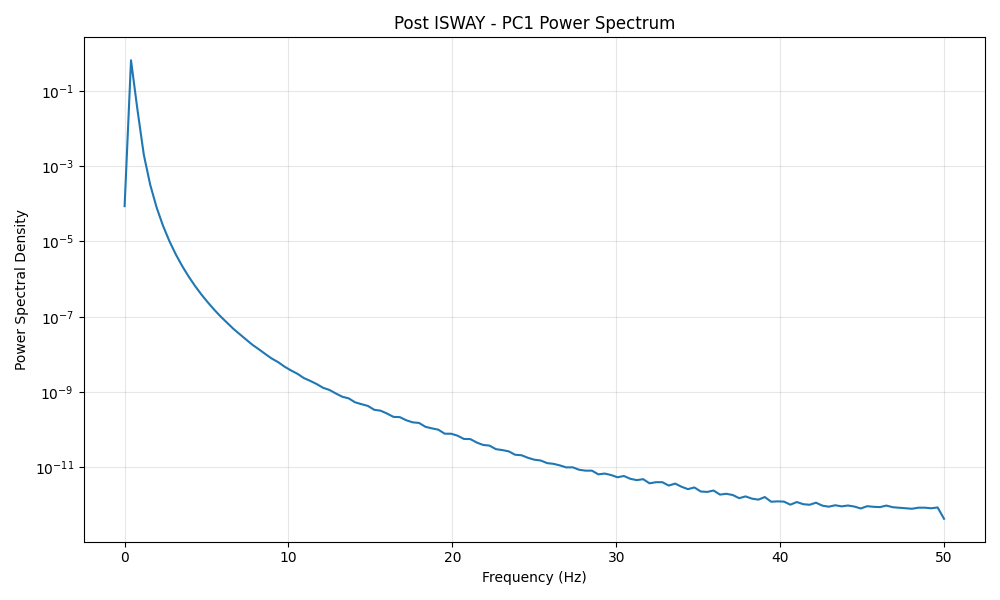 Post ISWAY - PC1 Power Spectrum
Power Spectral Density
10⁻¹
10⁻³
10⁻⁵
10⁻⁷
10⁻⁹
10⁻¹¹
0 10 20 30 40 50
Frequency (Hz)